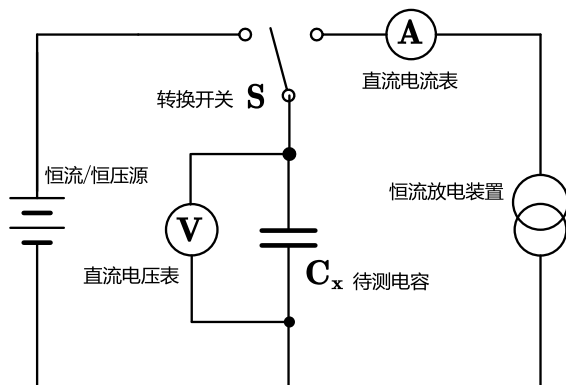 A
直流电流表
转换开关 S
恒流/恒压源
恒流放电装置
V
直流电压表
Cx 待测电容